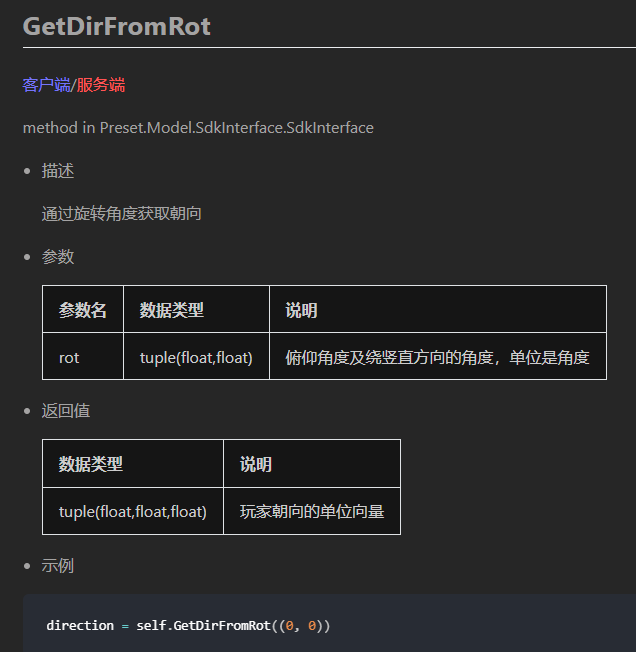 GetDirFromRot
客户端/服务端
method in Preset.Model.SdkInterface.SdkInterface
描述
通过旋转角度获取朝向
参数
参数名 数据类型 说明
rot tuple(float,float) 俯仰角度及绕竖直方向的角度，单位是角度
返回值
数据类型 说明
tuple(float,float,float) 玩家朝向的单位向量
示例
direction = self.GetDirFromRot((0, 0))